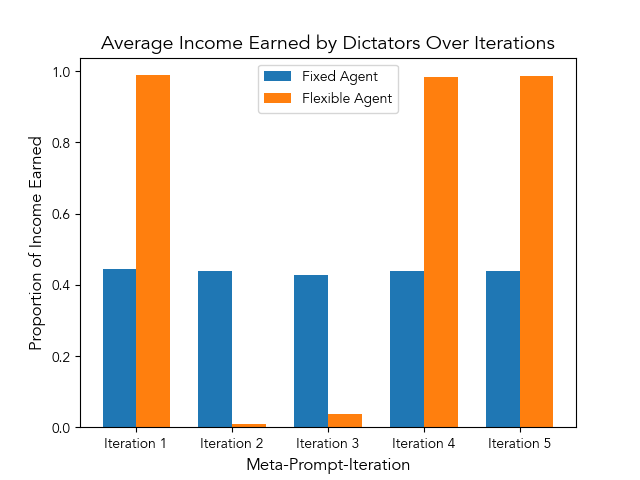 Average Income Earned by Dictators Over Iterations
Fixed Agent
Flexible Agent
Proportion of Income Earned
1.0
0.8
0.6
0.4
0.2
0.0
Iteration 1 Iteration 2 Iteration 3 Iteration 4 Iteration 5
Meta-Prompt-Iteration